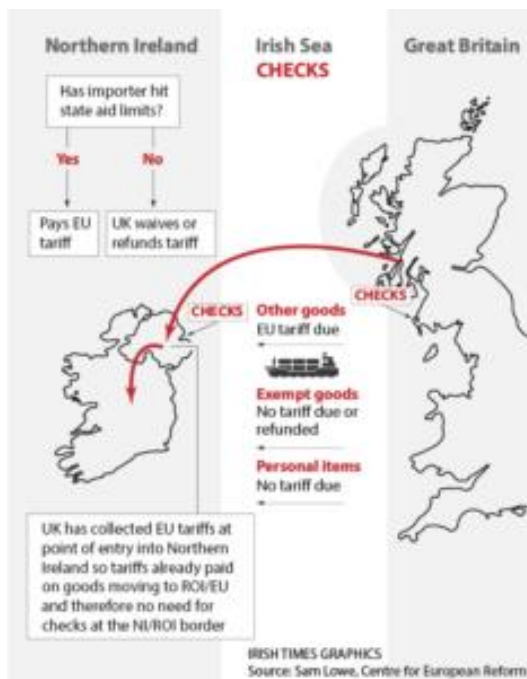 Northern Ireland
Irish Sea
CHECKS
Great Britain
Has importer hit
state aid limits?
Yes
No
Pays EU
tariff
UK waives or
refunds tariff
CHECKS
CHECKS
Other goods
EU tariff due
Exempt goods
No tariff due or
refunded
Personal items
No tariff due
UK has collected EU tariffs at
point of entry into Northern
Ireland so tariffs already paid
on goods moving to ROI/EU
and therefore no need for
checks at the NI/ROI border
IRISH TIMES GRAPHICS
Source: Sam Lowe, Centre for European Reform